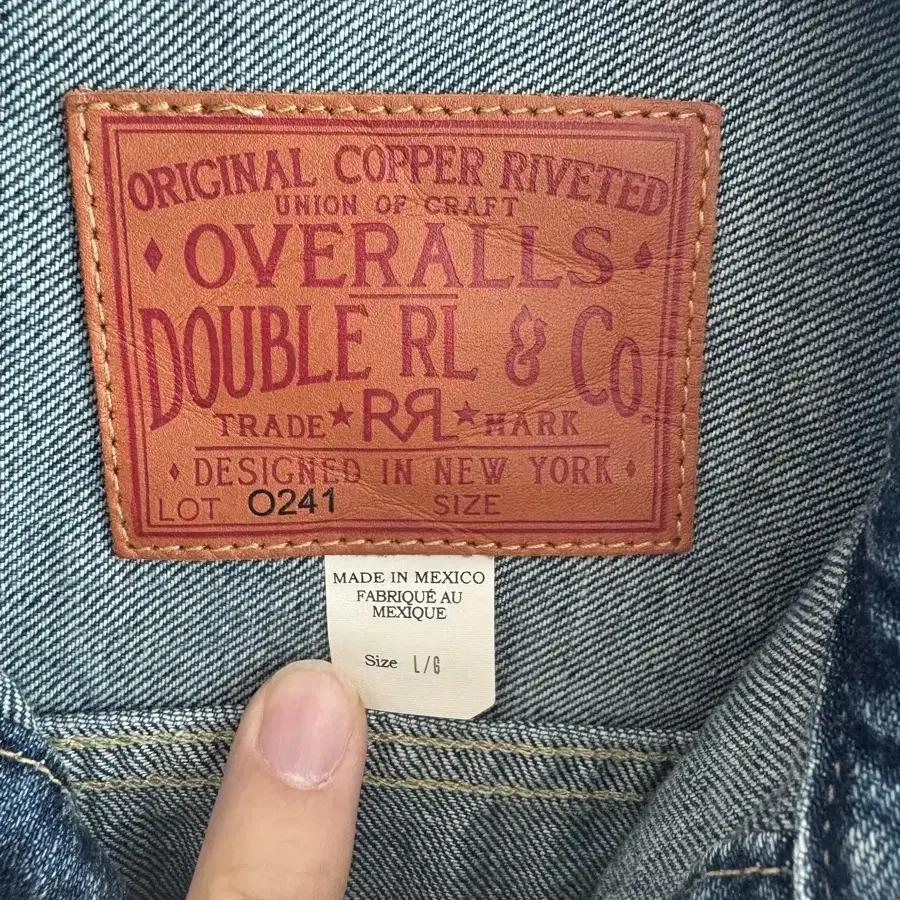 ORIGINAL COPPER RIVETED
UNION OF CRAFT
OVERALLS
DOUBLE RL & Co.
TRADE ★ RRL ★ MARK
DESIGNED IN NEW YORK
LOT 0241 SIZE
MADE IN MEXICO
FABRIQUÉ AU
MEXIQUE
Size L/G